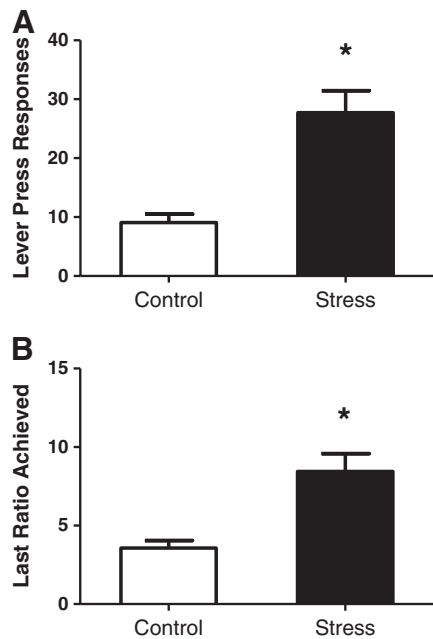 A
Lever Press Responses
40
30
20
10
0
*
Control Stress
B
Last Ratio Achieved
15
10
5
0
*
Control Stress